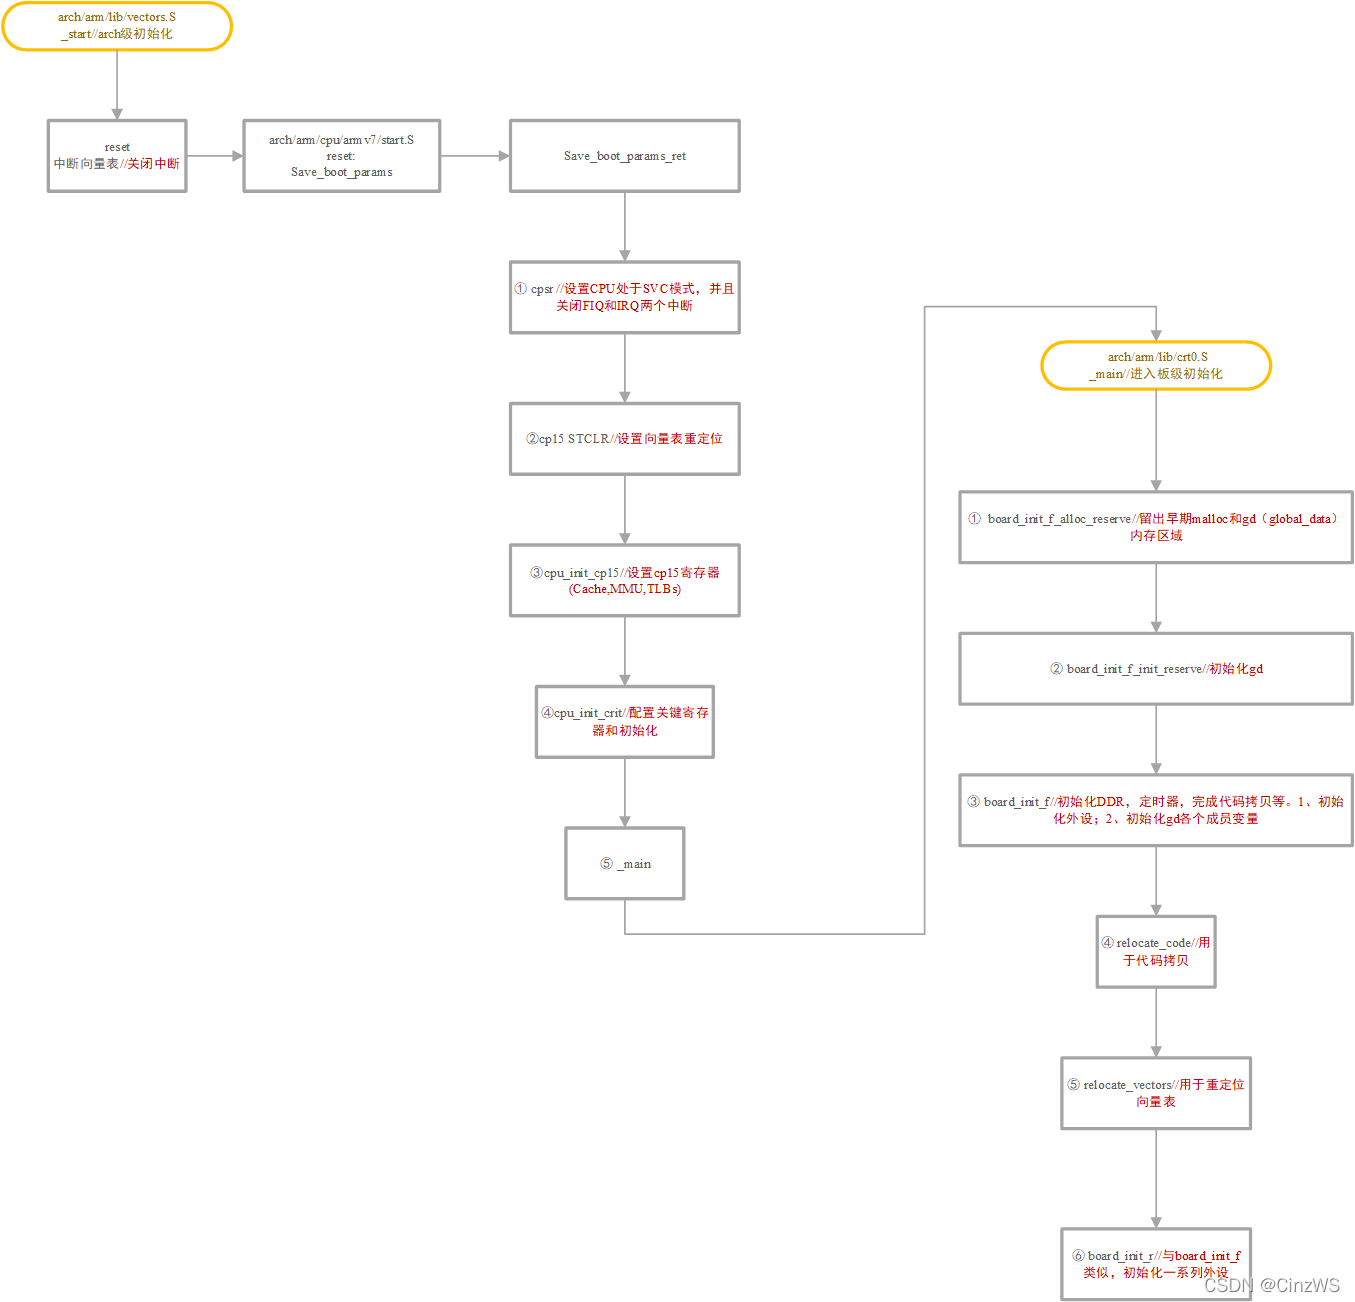 arch/arm/lib/vectors.S
_start//arch级初始化
reset
中断向量表//关闭中断
arch/arm/cpu/armv7/start.S
reset:
Save_boot_params
Save_boot_params_ret
① cpsr//设置CPU处于SVC模式，并且
关闭FIQ和IRQ两个中断
②cp15 STCLR//设置向量表重定位
③cpu_init_cp15//设置cp15寄存器
(Cache,MMU,TLBs)
④cpu_init_crit//配置关键寄存
器和初始化
⑤ _main
arch/arm/lib/crt0.S
_main//进入板级初始化
① board_init_f_alloc_reserve//留出早期malloc和gd（global_data）
内存区域
② board_init_f_init_reserve//初始化gd
③ board_init_f//初始化DDR，定时器，完成代码拷贝等。1、初始
化外设；2、初始化gd各个成员变量
④ relocate_code//用
于代码拷贝
⑤ relocate_vectors//用于重定位
向量表
⑥ board_init_r//与board_init_f
类似，初始化一系列外设
CSDN @CinzWS